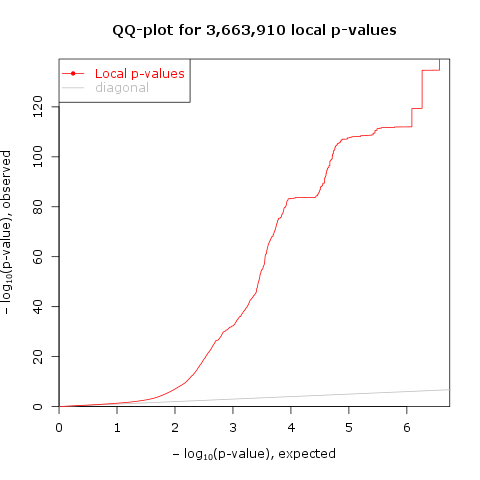 QQ-plot for 3,663,910 local p-values
Local p-values
diagonal
− log₁₀(p-value), observed
120
100
80
60
40
20
0
0 1 2 3 4 5 6
− log₁₀(p-value), expected